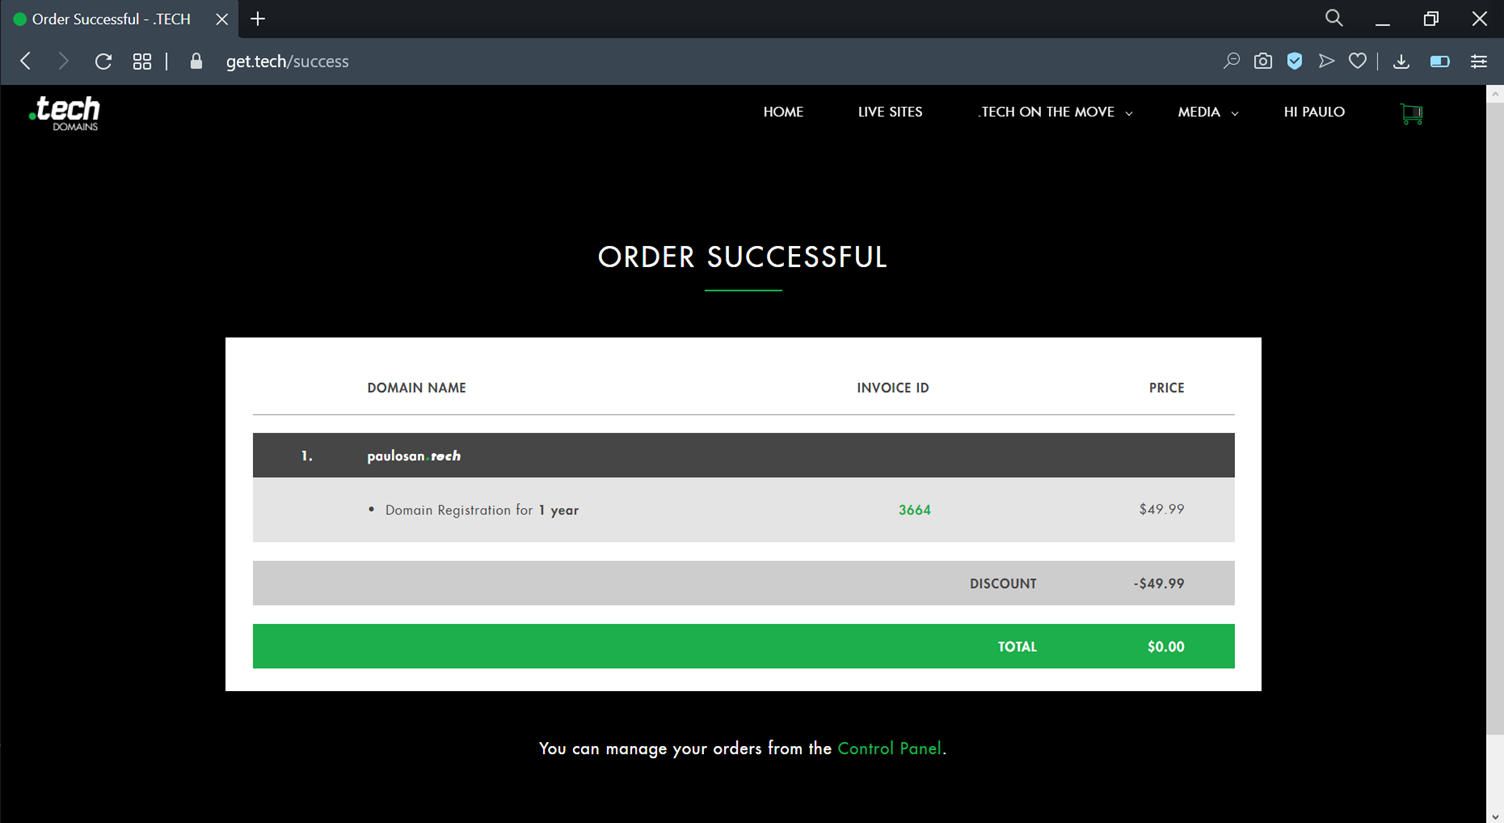 Order Successful - .TECH
get.tech/success
.tech
DOMAINS
HOME LIVE SITES .TECH ON THE MOVE MEDIA HI PAULO
ORDER SUCCESSFUL
DOMAIN NAME INVOICE ID PRICE
1. paulosan.tech
• Domain Registration for 1 year 3664 $49.99
DISCOUNT -$49.99
TOTAL $0.00
You can manage your orders from the Control Panel.